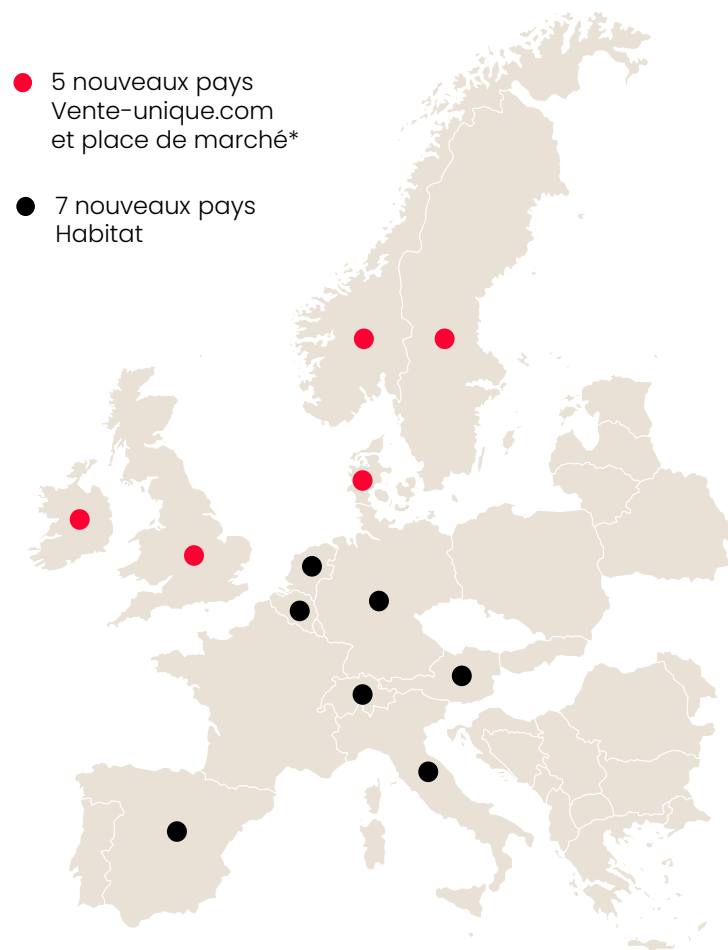 5 nouveaux pays
Vente-unique.com
et place de marché*
7 nouveaux pays
Habitat